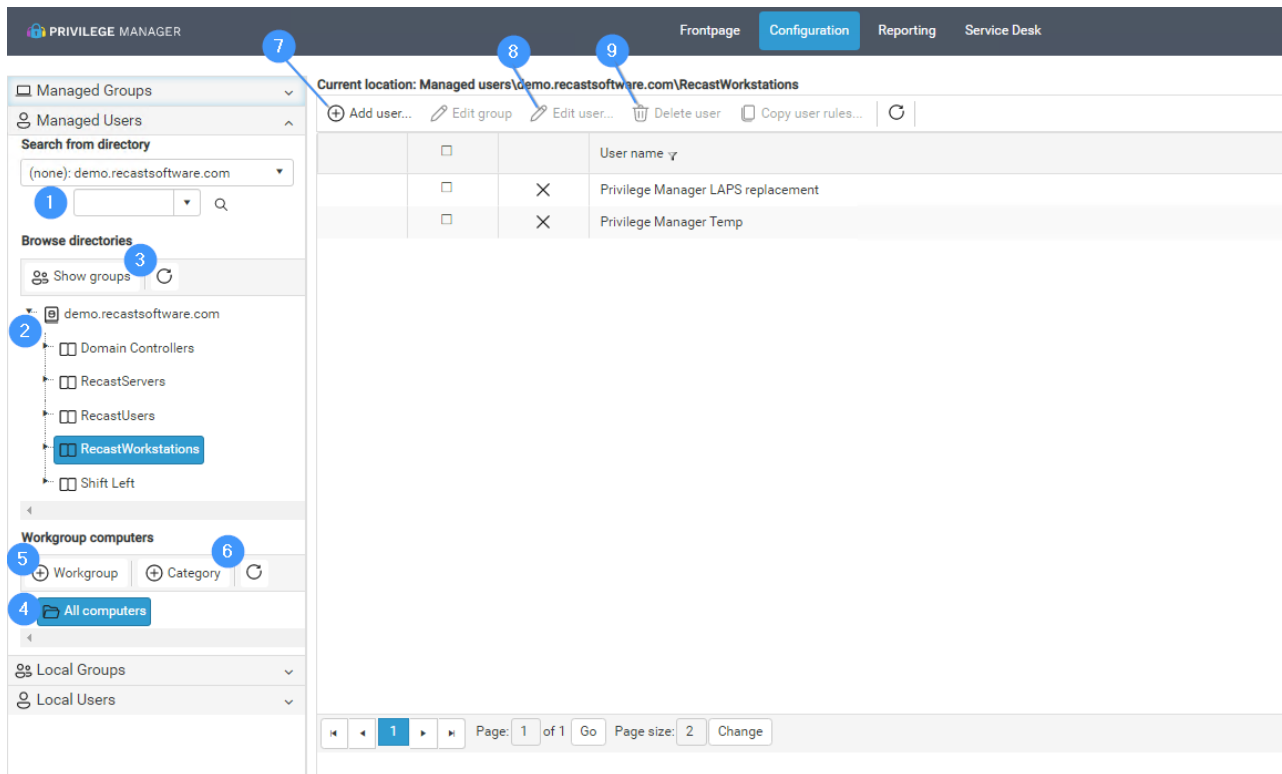 PRIVILEGE MANAGER
Frontpage
Configuration
Reporting
Service Desk
7
8
9
Managed Groups
Managed Users
Search from directory
(none): demo.recastsoftware.com
1
Browse directories
3
Show groups
demo.recastsoftware.com
2
Domain Controllers
RecastServers
RecastUsers
RecastWorkstations
Shift Left
Workgroup computers
5
6
Workgroup
Category
4
All computers
Local Groups
Local Users
Current location: Managed users\demo.recastsoftware.com\RecastWorkstations
Add user...
Edit group
Edit user...
Delete user
Copy user rules...
User name
Privilege Manager LAPS replacement
Privilege Manager Temp
1
Page: 1 of 1 Go Page size: 2 Change